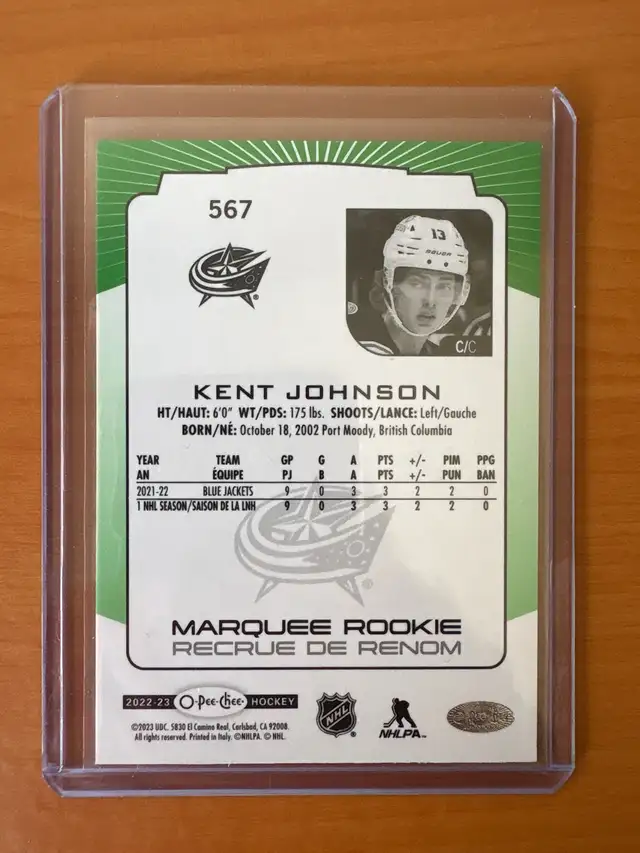 567
13
BAUER
C/C
KENT JOHNSON
HT/HAUT: 6'0" WT/PDS: 175 lbs. SHOOTS/LANCE: Left/Gauche
BORN/NÉ: October 18, 2002 Port Moody, British Columbia
YEAR TEAM GP G A PTS +/- PIM PPG
AN ÉQUIPE PJ B A PTS +/- PUN BAN
2021-22 BLUE JACKETS 9 0 3 3 2 2 0
1 NHL SEASON/SAISON DE LA LNH 9 0 3 3 2 2 0
MARQUEE ROOKIE
RECRUE DE RENOM
2022-23 O-Pee-Chee HOCKEY
©2023 UDC. 5830 El Camino Real, Carlsbad, CA 92008.
All rights reserved. Printed in Italy. ©NHLPA. © NHL.
NHL
NHLPA
O-Pee-Chee